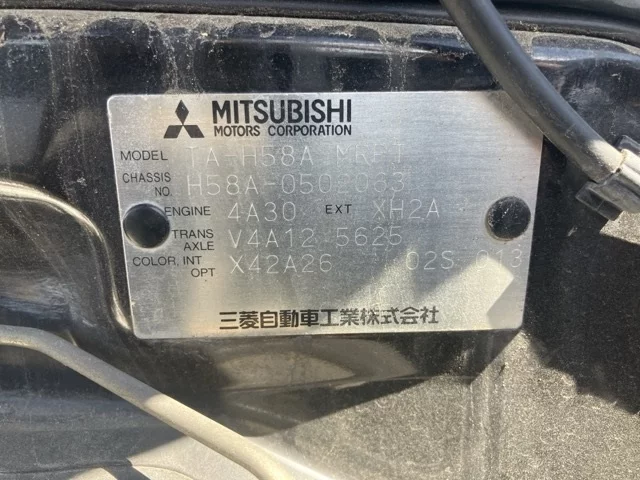 MITSUBISHI
MOTORS CORPORATION
MODEL TA-H58A
CHASSIS NO.
ENGINE 4A30 EXT XH2A
TRANS AXLE V4A12 5625
COLOR, INT OPT X42A26 02S 013
三菱自動車工業株式会社